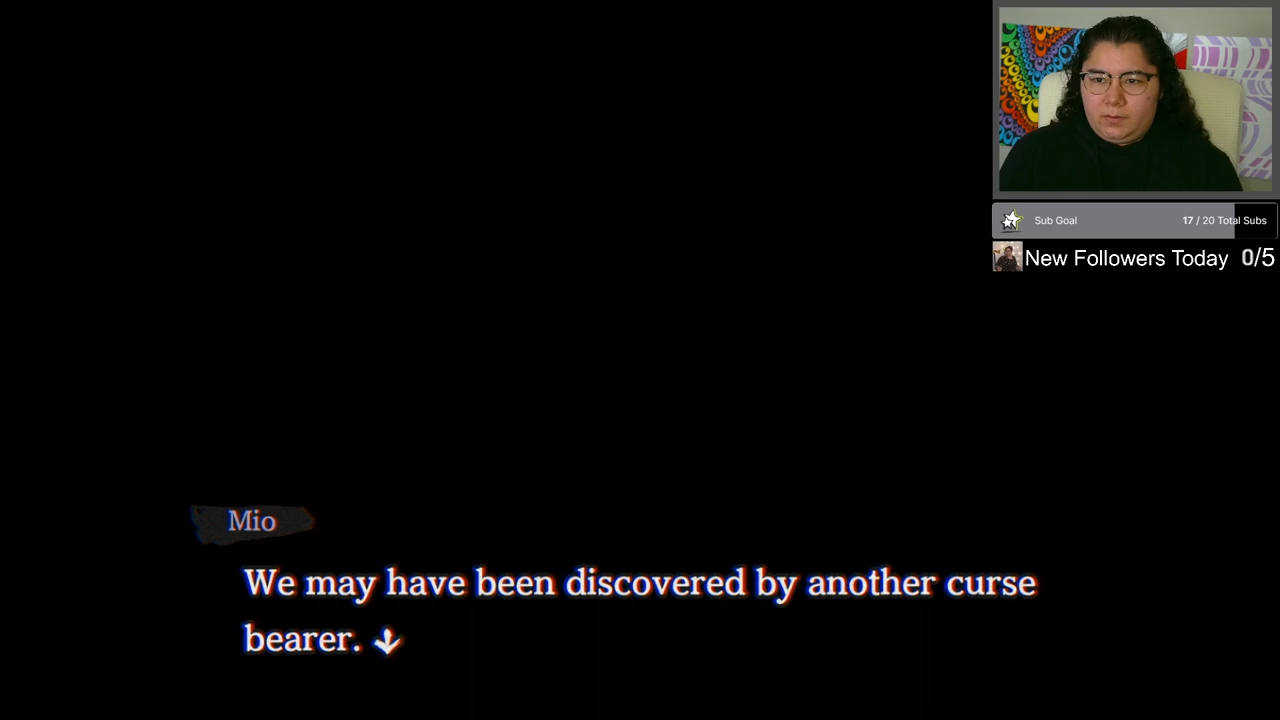 Sub Goal 17 / 20 Total Subs
New Followers Today 0/5
Mio
We may have been discovered by another curse
bearer.